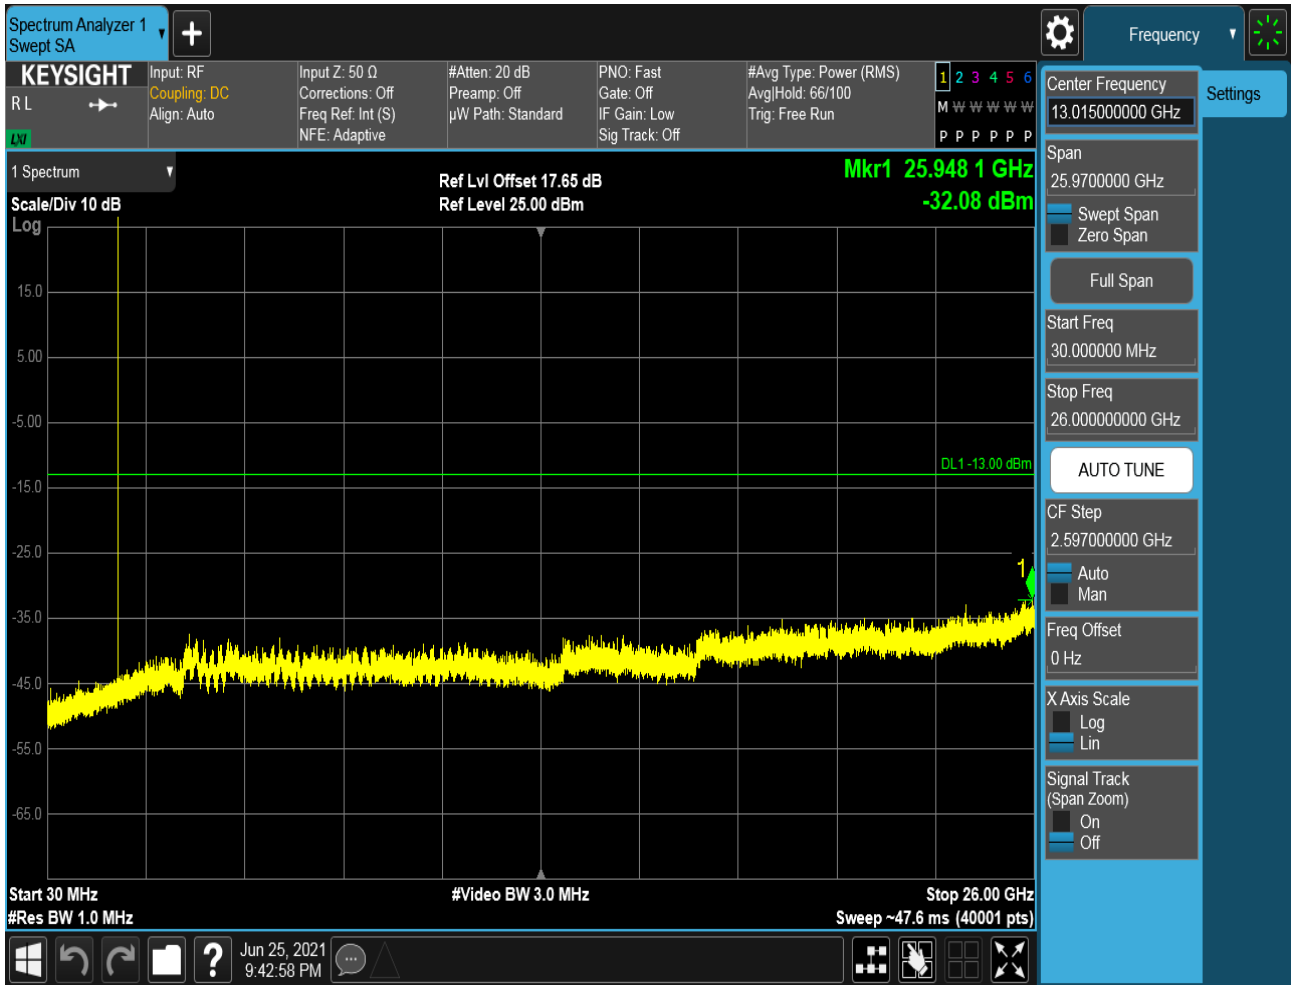 Spectrum Analyzer 1
Swept SA
Frequency
KEYSIGHT
R L
LXI
Input: RF
Coupling: DC
Align: Auto
Input Z: 50 Ω
Corrections: Off
Freq Ref: Int (S)
NFE: Adaptive
#Atten: 20 dB
Preamp: Off
µW Path: Standard
PNO: Fast
Gate: Off
IF Gain: Low
Sig Track: Off
#Avg Type: Power (RMS)
Avg|Hold: 66/100
Trig: Free Run
1 2 3 4 5 6
M W W W W W
P P P P P P
1 Spectrum
Scale/Div 10 dB
Log
Ref Lvl Offset 17.65 dB
Ref Level 25.00 dBm
Mkr1 25.948 1 GHz
-32.08 dBm
15.0
5.00
-5.00
DL1 -13.00 dBm
-15.0
-25.0
1
-35.0
-45.0
-55.0
-65.0
Start 30 MHz
#Res BW 1.0 MHz
#Video BW 3.0 MHz
Stop 26.00 GHz
Sweep ~47.6 ms (40001 pts)
Center Frequency
13.015000000 GHz
Settings
Span
25.9700000 GHz
Swept Span
Zero Span
Full Span
Start Freq
30.000000 MHz
Stop Freq
26.000000000 GHz
AUTO TUNE
CF Step
2.597000000 GHz
Auto
Man
Freq Offset
0 Hz
X Axis Scale
Log
Lin
Signal Track
(Span Zoom)
On
Off
?
Jun 25, 2021
9:42:58 PM